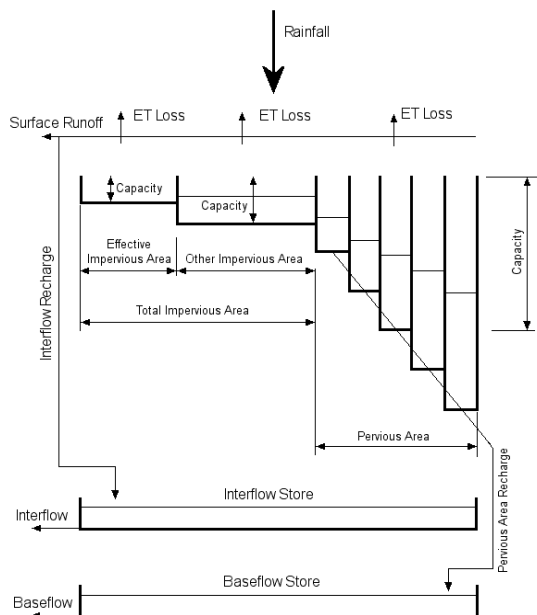 Rainfall
ET Loss
ET Loss
ET Loss
Surface Runoff
Capacity
Capacity
Capacity
Effective
Impervious Area
Other Impervious Area
Total Impervious Area
Interflow Recharge
Pervious Area
Pervious Area Recharge
Interflow Store
Interflow
Baseflow Store
Baseflow